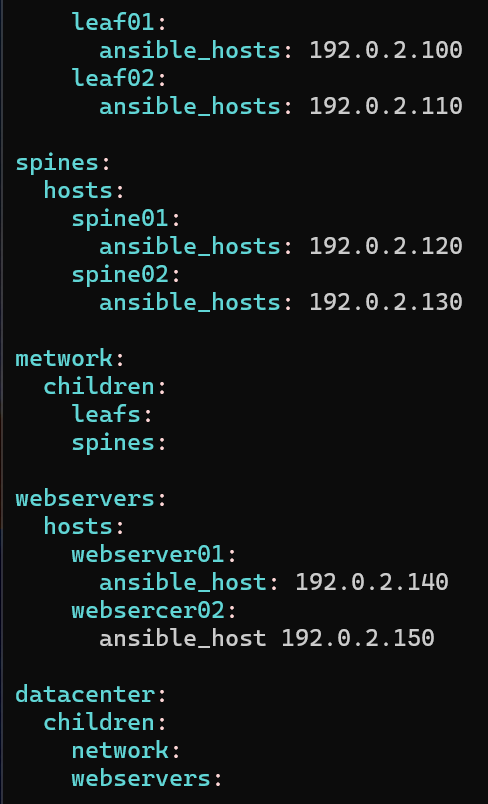 leaf01:
ansible_hosts: 192.0.2.100
leaf02:
ansible_hosts: 192.0.2.110
spines:
hosts:
spine01:
ansible_hosts: 192.0.2.120
spine02:
ansible_hosts: 192.0.2.130
metwork:
children:
leafs:
spines:
webservers:
hosts:
webserver01:
ansible_host: 192.0.2.140
websercer02:
ansible_host 192.0.2.150
datacenter:
children:
network:
webservers: